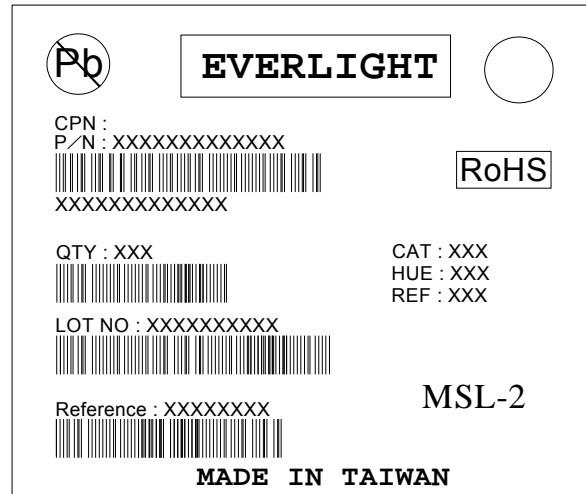 Pb
EVERLIGHT
CPN :
P/N : XXXXXXXXXXXXX
RoHS
XXXXXXXXXXXXX
QTY : XXX
CAT : XXX
HUE : XXX
REF : XXX
LOT NO : XXXXXXXXXX
Reference : XXXXXXXX
MSL-2
MADE IN TAIWAN